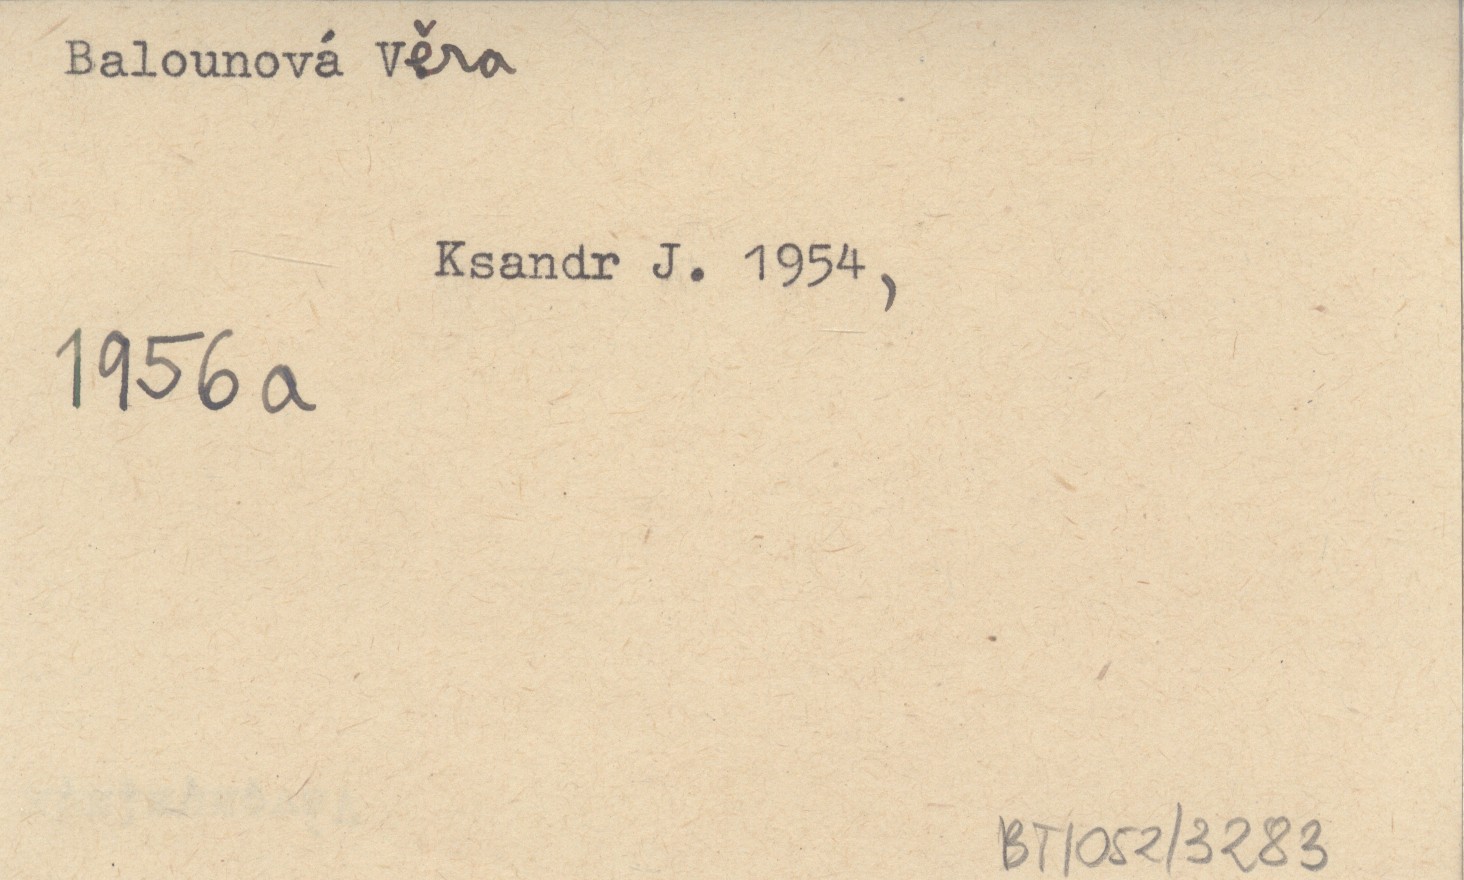 Balounová Věra
Ksandr J. 1954,
1956a
BT/052/3283